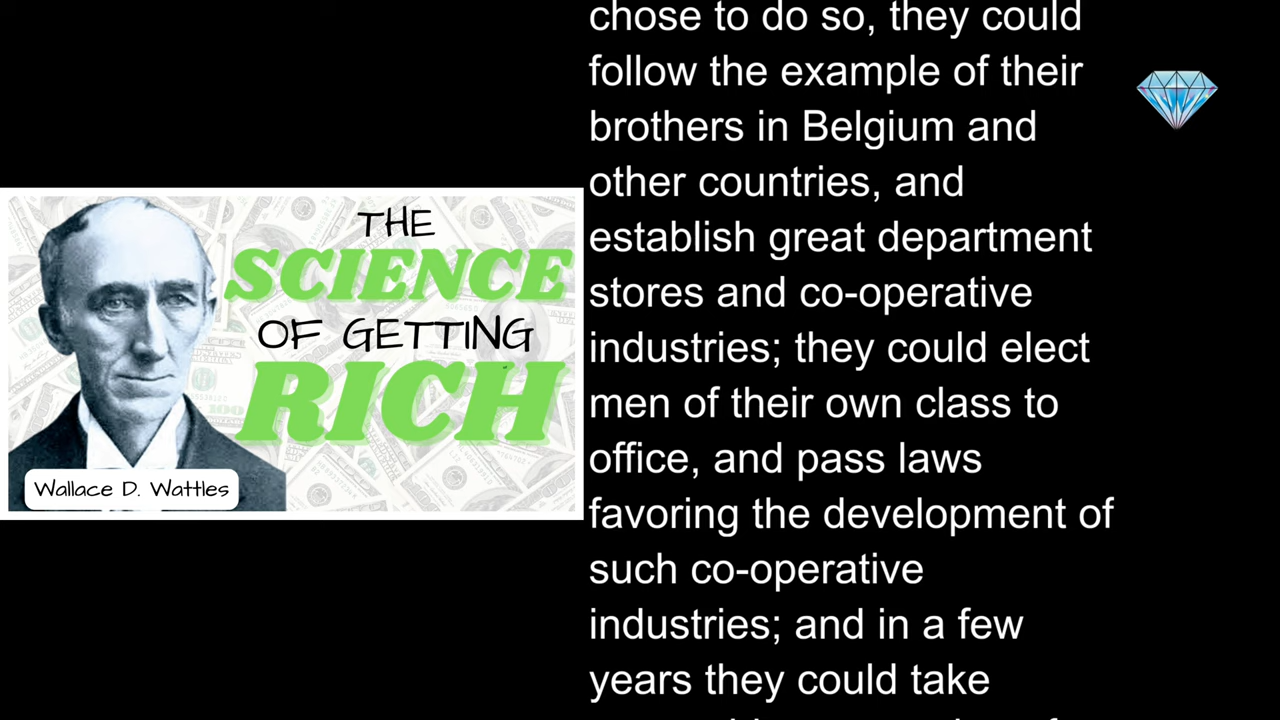 THE
SCIENCE
OF GETTING
RICH
Wallace D. Wattles
chose to do so, they could
follow the example of their
brothers in Belgium and
other countries, and
establish great department
stores and co-operative
industries; they could elect
men of their own class to
office, and pass laws
favoring the development of
such co-operative
industries; and in a few
years they could take